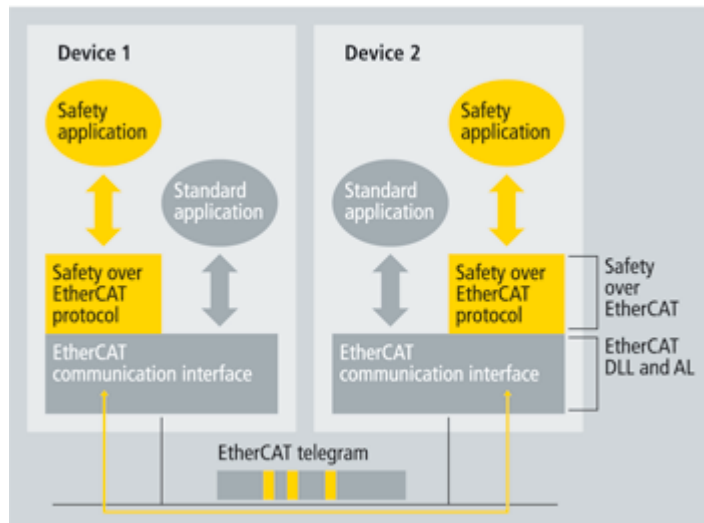 Device 1
Safety
application
Standard
application
Safety over
EtherCAT
protocol
EtherCAT
communication interface
Device 2
Safety
application
Standard
application
Safety over
EtherCAT
protocol
EtherCAT
communication interface
Safety
over
EtherCAT
EtherCAT
DLL and AL
EtherCAT telegram